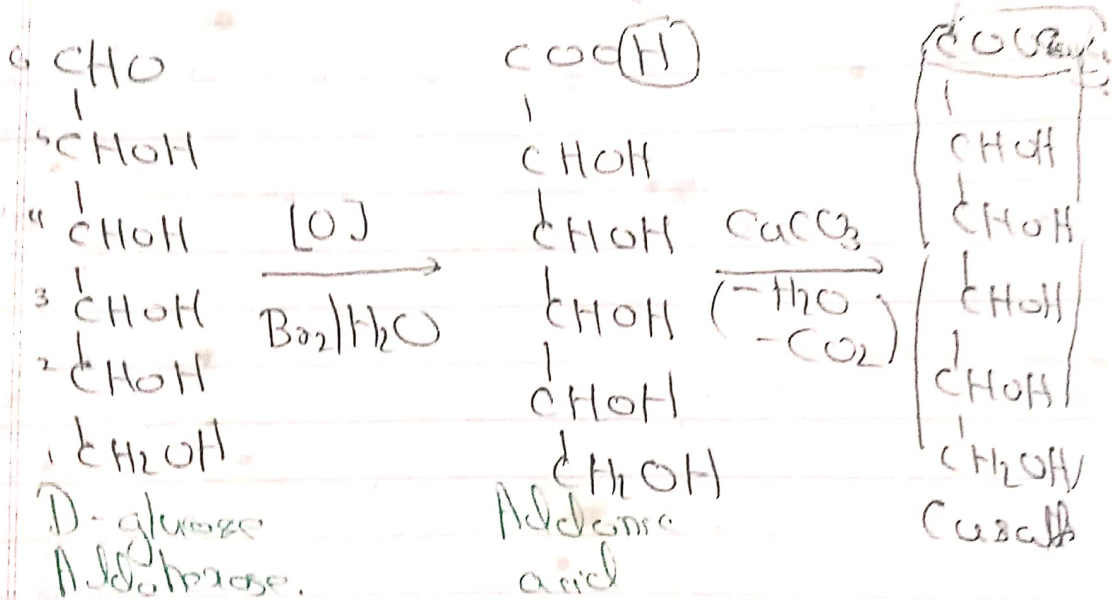 6 CHO
5 CHOH
4 CHOH
3 CHOH
2 CHOH
1 CH2OH
D-glucose
Aldohexose.
[O]
Br2/H2O
COOH
CHOH
CHOH
CHOH
CHOH
CH2OH
Aldonic
acid
CaCO3
(-H2O
-CO2)
CHOH
CHOH
CHOH
CHOH
CH2OH
Ca salt